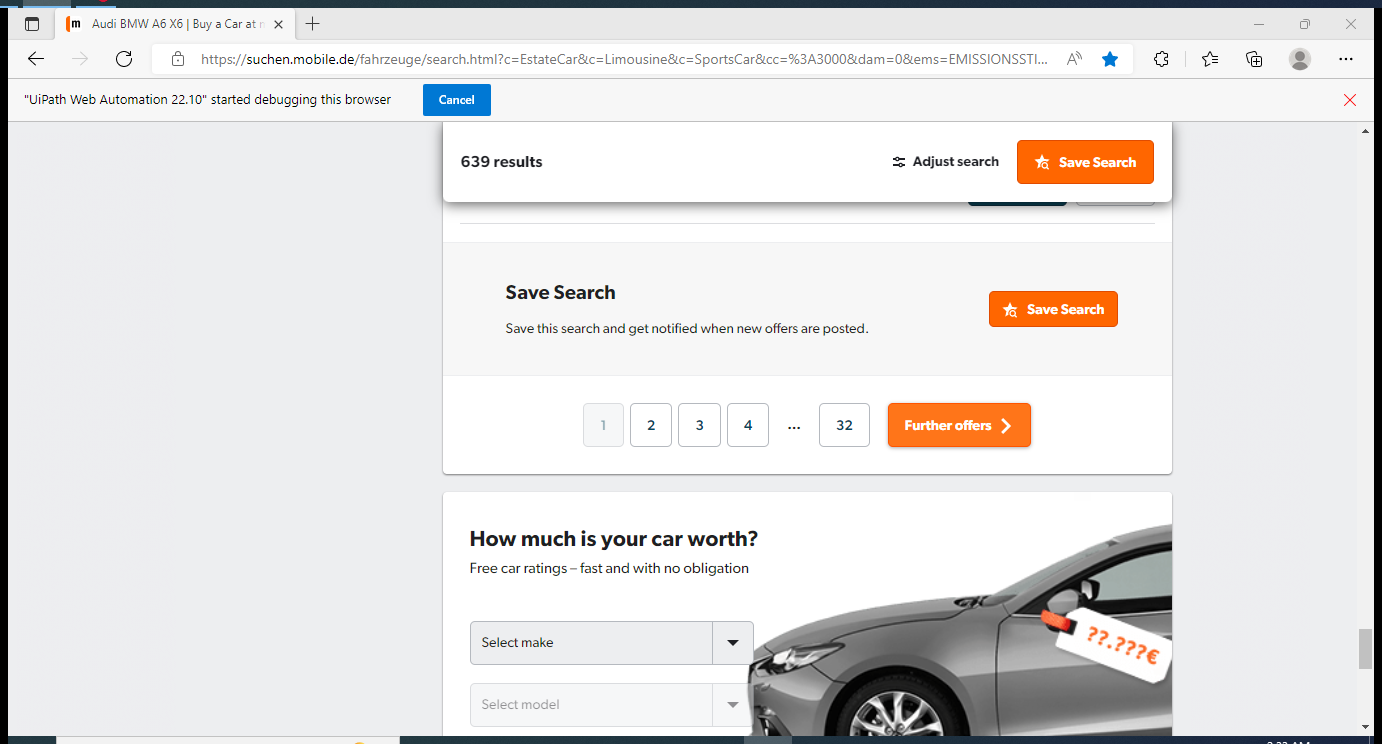 m Audi BMW A6 X6 | Buy a Car at
https://suchen.mobile.de/fahrzeuge/search.html?c=EstateCar&c=Limousine&c=SportsCar&cc=%3A3000&dam=0&ems=EMISSIONSSTI...
"UiPath Web Automation 22.10" started debugging this browser
Cancel
639 results
Adjust search
Save Search
Save Search
Save this search and get notified when new offers are posted.
Save Search
1 2 3 4 ... 32 Further offers
How much is your car worth?
Free car ratings – fast and with no obligation
Select make
??.???€
Select model